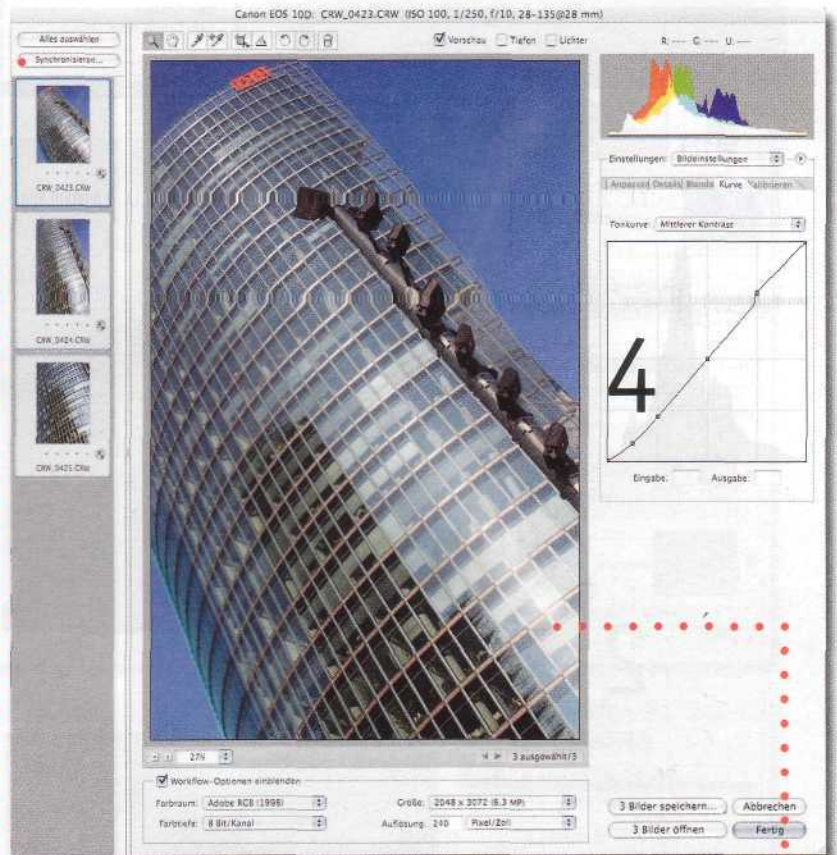 Canon EOS 10D: CRW_0423.CRW (ISO 100, 1/250, f/10, 28-135@28 mm)
Alles auswählen
Synchronisieren...
Vorschau Tiefen Lichter
R: --- G: --- U: ---
CRW_0423.CRW
CRW_0424.CRW
CRW_0425.CRW
Einstellungen: Bildeinstellungen
Anpassen Details Blende Kurve Kalibrieren
Tonkurve: Mittlerer Kontrast
4
Eingabe: Ausgabe:
27% 3 ausgewählt/3
Workflow-Optionen einblenden
Farbraum: Adobe RGB (1998) Größe: 2048 x 3072 (6.3 MP)
Farbtiefe: 8 Bit/Kanal Auflösung: 240 Pixel/Zoll
3 Bilder speichern... Abbrechen
3 Bilder öffnen Fertig